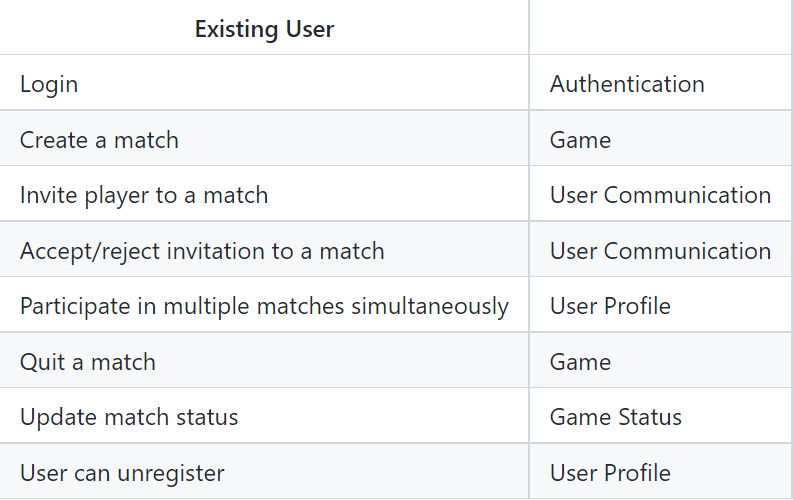 Existing User
Login Authentication
Create a match Game
Invite player to a match User Communication
Accept/reject invitation to a match User Communication
Participate in multiple matches simultaneously User Profile
Quit a match Game
Update match status Game Status
User can unregister User Profile